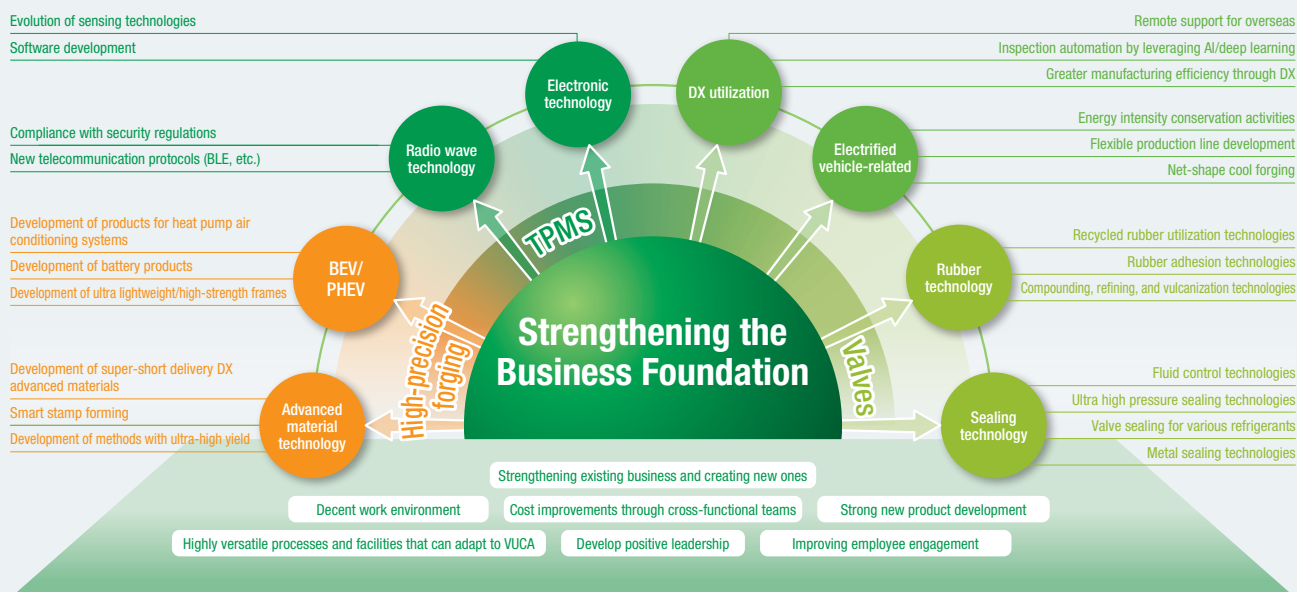 Evolution of sensing technologies
Software development
Compliance with security regulations
New telecommunication protocols (BLE, etc.)
Development of products for heat pump air
conditioning systems
Development of battery products
Development of ultra lightweight/high-strength frames
Development of super-short delivery DX
advanced materials
Smart stamp forming
Development of methods with ultra-high yield
Electronic
technology
Radio wave
technology
BEV/
PHEV
Advanced
material
technology
DX utilization
Electrified
vehicle-related
Rubber
technology
Sealing
technology
Remote support for overseas
Inspection automation by leveraging AI/deep learning
Greater manufacturing efficiency through DX
Energy intensity conservation activities
Flexible production line development
Net-shape cool forging
Recycled rubber utilization technologies
Rubber adhesion technologies
Compounding, refining, and vulcanization technologies
Fluid control technologies
Ultra high pressure sealing technologies
Valve sealing for various refrigerants
Metal sealing technologies
TPMS
High-precision
forging
Valves
Strengthening the
Business Foundation
Strengthening existing business and creating new ones
Decent work environment
Cost improvements through cross-functional teams
Strong new product development
Highly versatile processes and facilities that can adapt to VUCA
Develop positive leadership
Improving employee engagement